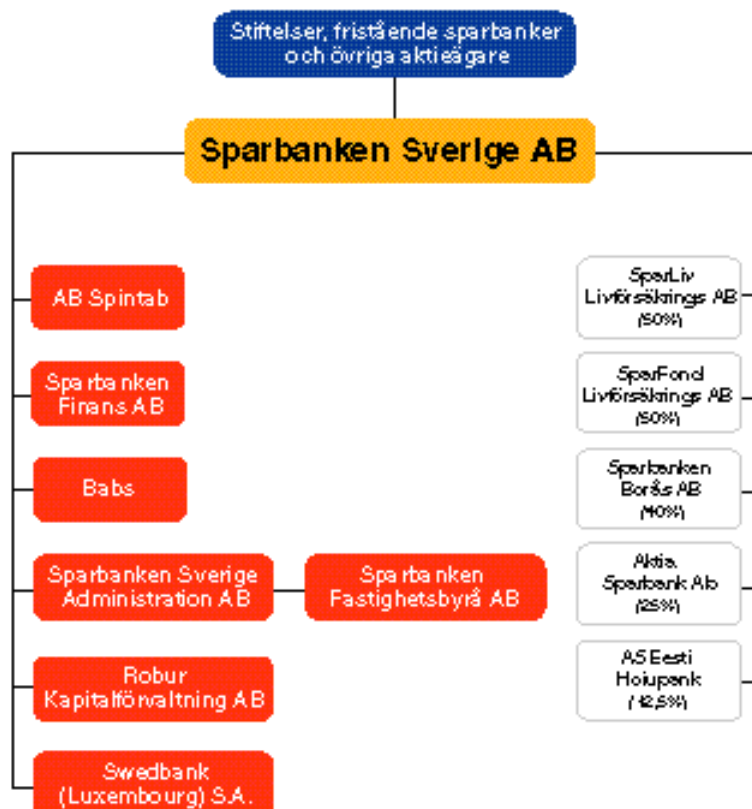 Stiftelser, fristående sparbanker
och övriga aktieägare
Sparbanken Sverige AB
AB Spintab
Sparbanken
Finans AB
Babs
Sparbanken Sverige
Administration AB
Sparbanken
Fastighetsbyrå AB
Robur
Kapitalförvaltning AB
Swedbank
(Luxembourg) S.A.
SparLiv
Livförsäkrings AB
(50%)
SparFond
Livförsäkrings AB
(50%)
Sparbanken
Borås AB
(40%)
Aktia
Sparbank Ab
(25%)
AS Eesti
Hoiupank
(12,5%)